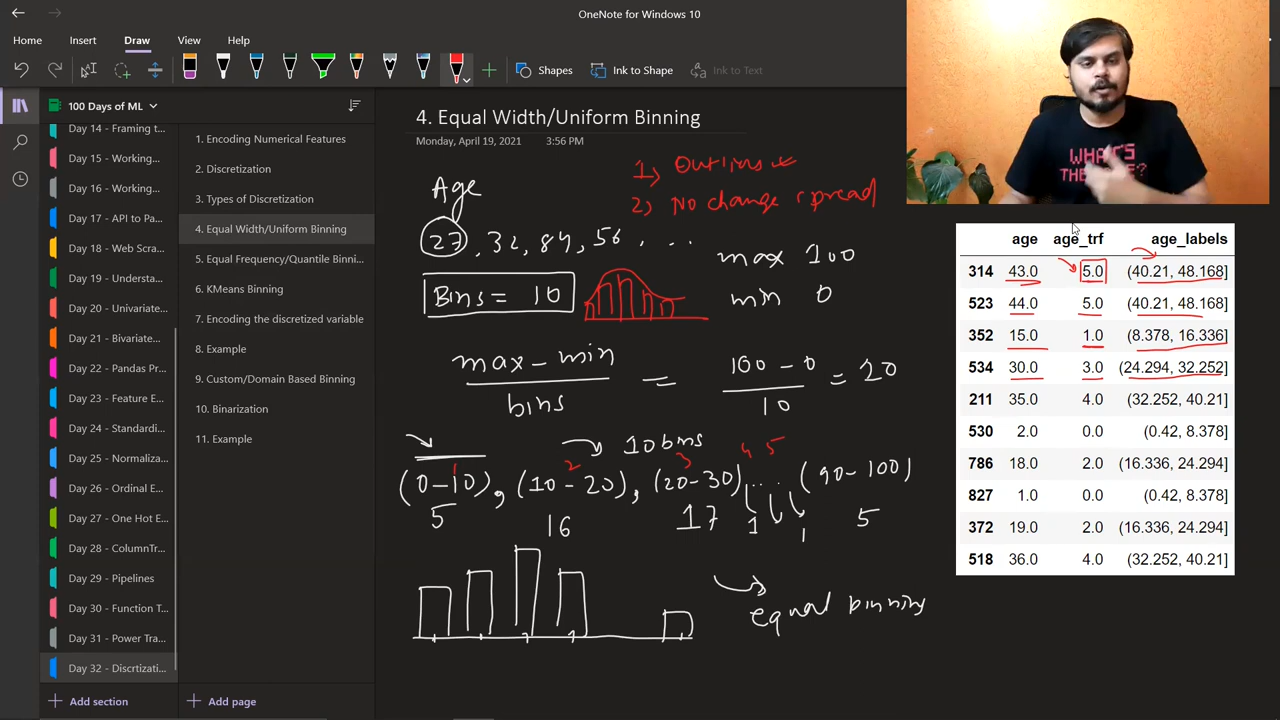 OneNote for Windows 10
Home Insert Draw View Help
Shapes Ink to Shape Ink to Text
100 Days of ML
Day 14 - Framing t...
Day 15 - Working...
Day 16 - Working...
Day 17 - API to Pa...
Day 18 - Web Scra...
Day 19 - Understa...
Day 20 - Univariat...
Day 21 - Bivariate...
Day 22 - Pandas Pr...
Day 23 - Feature E...
Day 24 - Standardi...
Day 25 - Normaliza...
Day 26 - Ordinal E...
Day 27 - One Hot E...
Day 28 - ColumnTr...
Day 29 - Pipelines
Day 30 - Function T...
Day 31 - Power Tra...
Day 32 - Discrtizati...
Add section
1. Encoding Numerical Features
2. Discretization
3. Types of Discretization
4. Equal Width/Uniform Binning
5. Equal Frequency/Quantile Binni...
6. KMeans Binning
7. Encoding the discretized variable
8. Example
9. Custom/Domain Based Binning
10. Binarization
11. Example
Add page
4. Equal Width/Uniform Binning
Monday, April 19, 2021 3:56 PM
1) Outliers
2) No change spread
Age
27, 32, 84, 56, ...
max 100
Bins = 10
min 0
max - min
bins
=
100 - 0
10
= 20
10 bins
1 2 3 4 5
(0-10), (10-20), (20-30) ... (90-100)
5 16 17 1 1 5
equal binning
WHAT'S
age age_trf age_labels
314 43.0 5.0 (40.21, 48.168]
523 44.0 5.0 (40.21, 48.168]
352 15.0 1.0 (8.378, 16.336]
534 30.0 3.0 (24.294, 32.252]
211 35.0 4.0 (32.252, 40.21]
530 2.0 0.0 (0.42, 8.378]
786 18.0 2.0 (16.336, 24.294]
827 1.0 0.0 (0.42, 8.378]
372 19.0 2.0 (16.336, 24.294]
518 36.0 4.0 (32.252, 40.21]